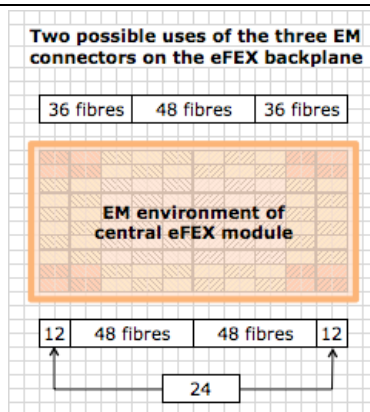 Two possible uses of the three EM
connectors on the eFEX backplane
36 fibres 48 fibres 36 fibres
EM environment of
central eFEX module
12 48 fibres 48 fibres 12
24